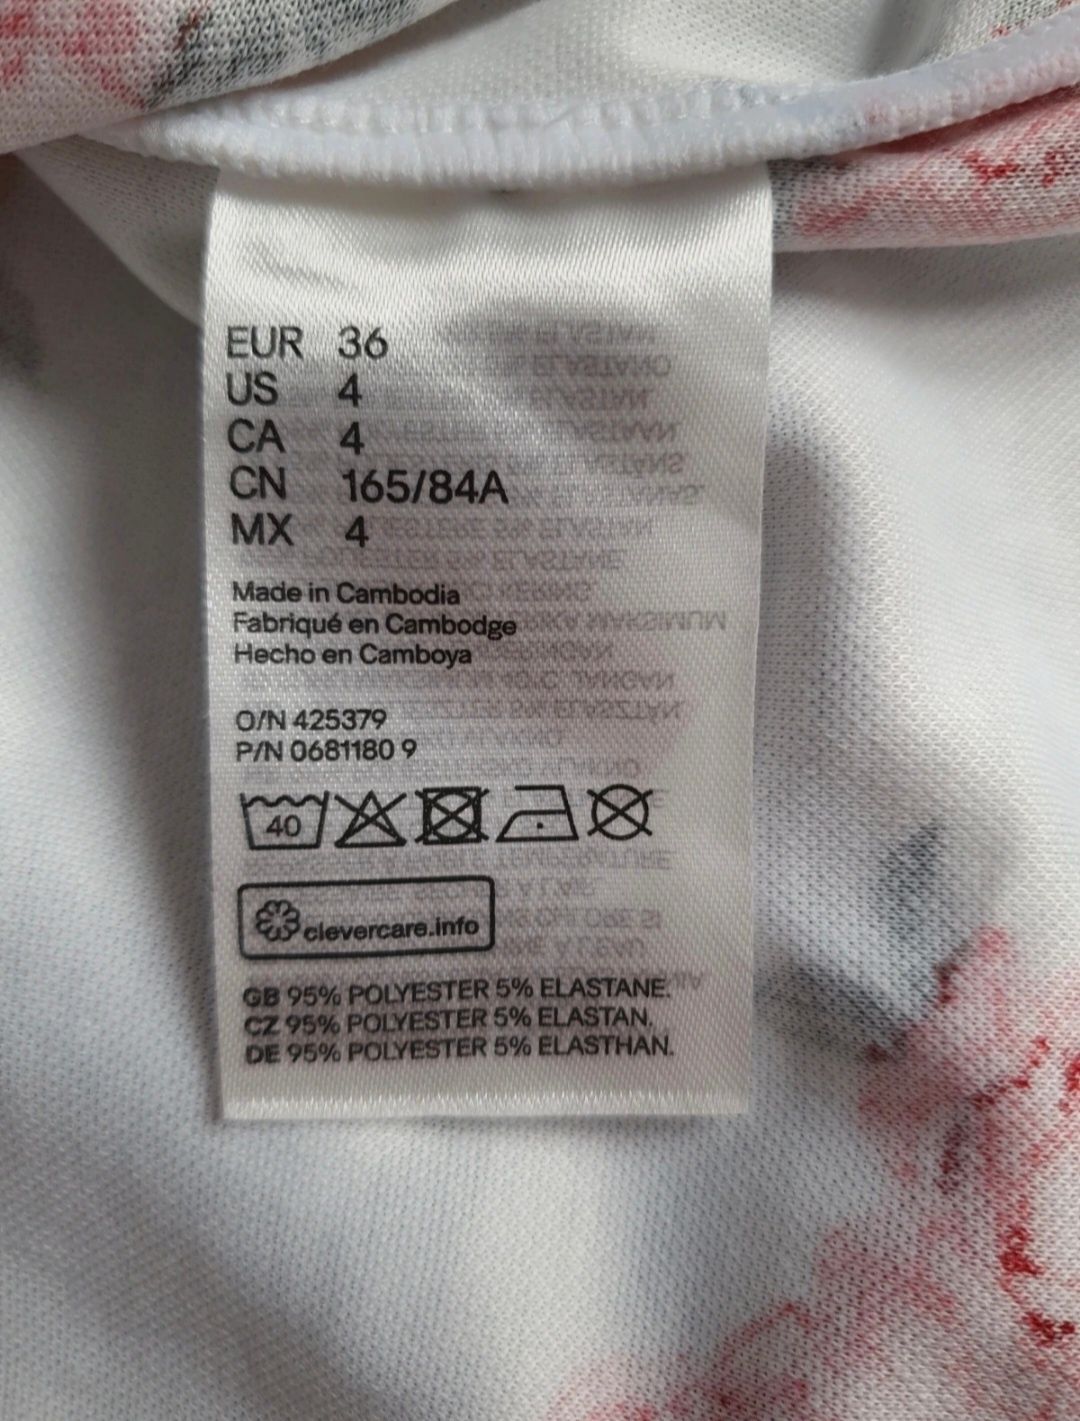 EUR 36
US 4
CA 4
CN 165/84A
MX 4
Made in Cambodia
Fabriqué en Cambodge
Hecho en Camboya
O/N 425379
P/N 0681180 9
40
clevercare.info
GB 95% POLYESTER 5% ELASTANE.
CZ 95% POLYESTER 5% ELASTAN.
DE 95% POLYESTER 5% ELASTHAN.